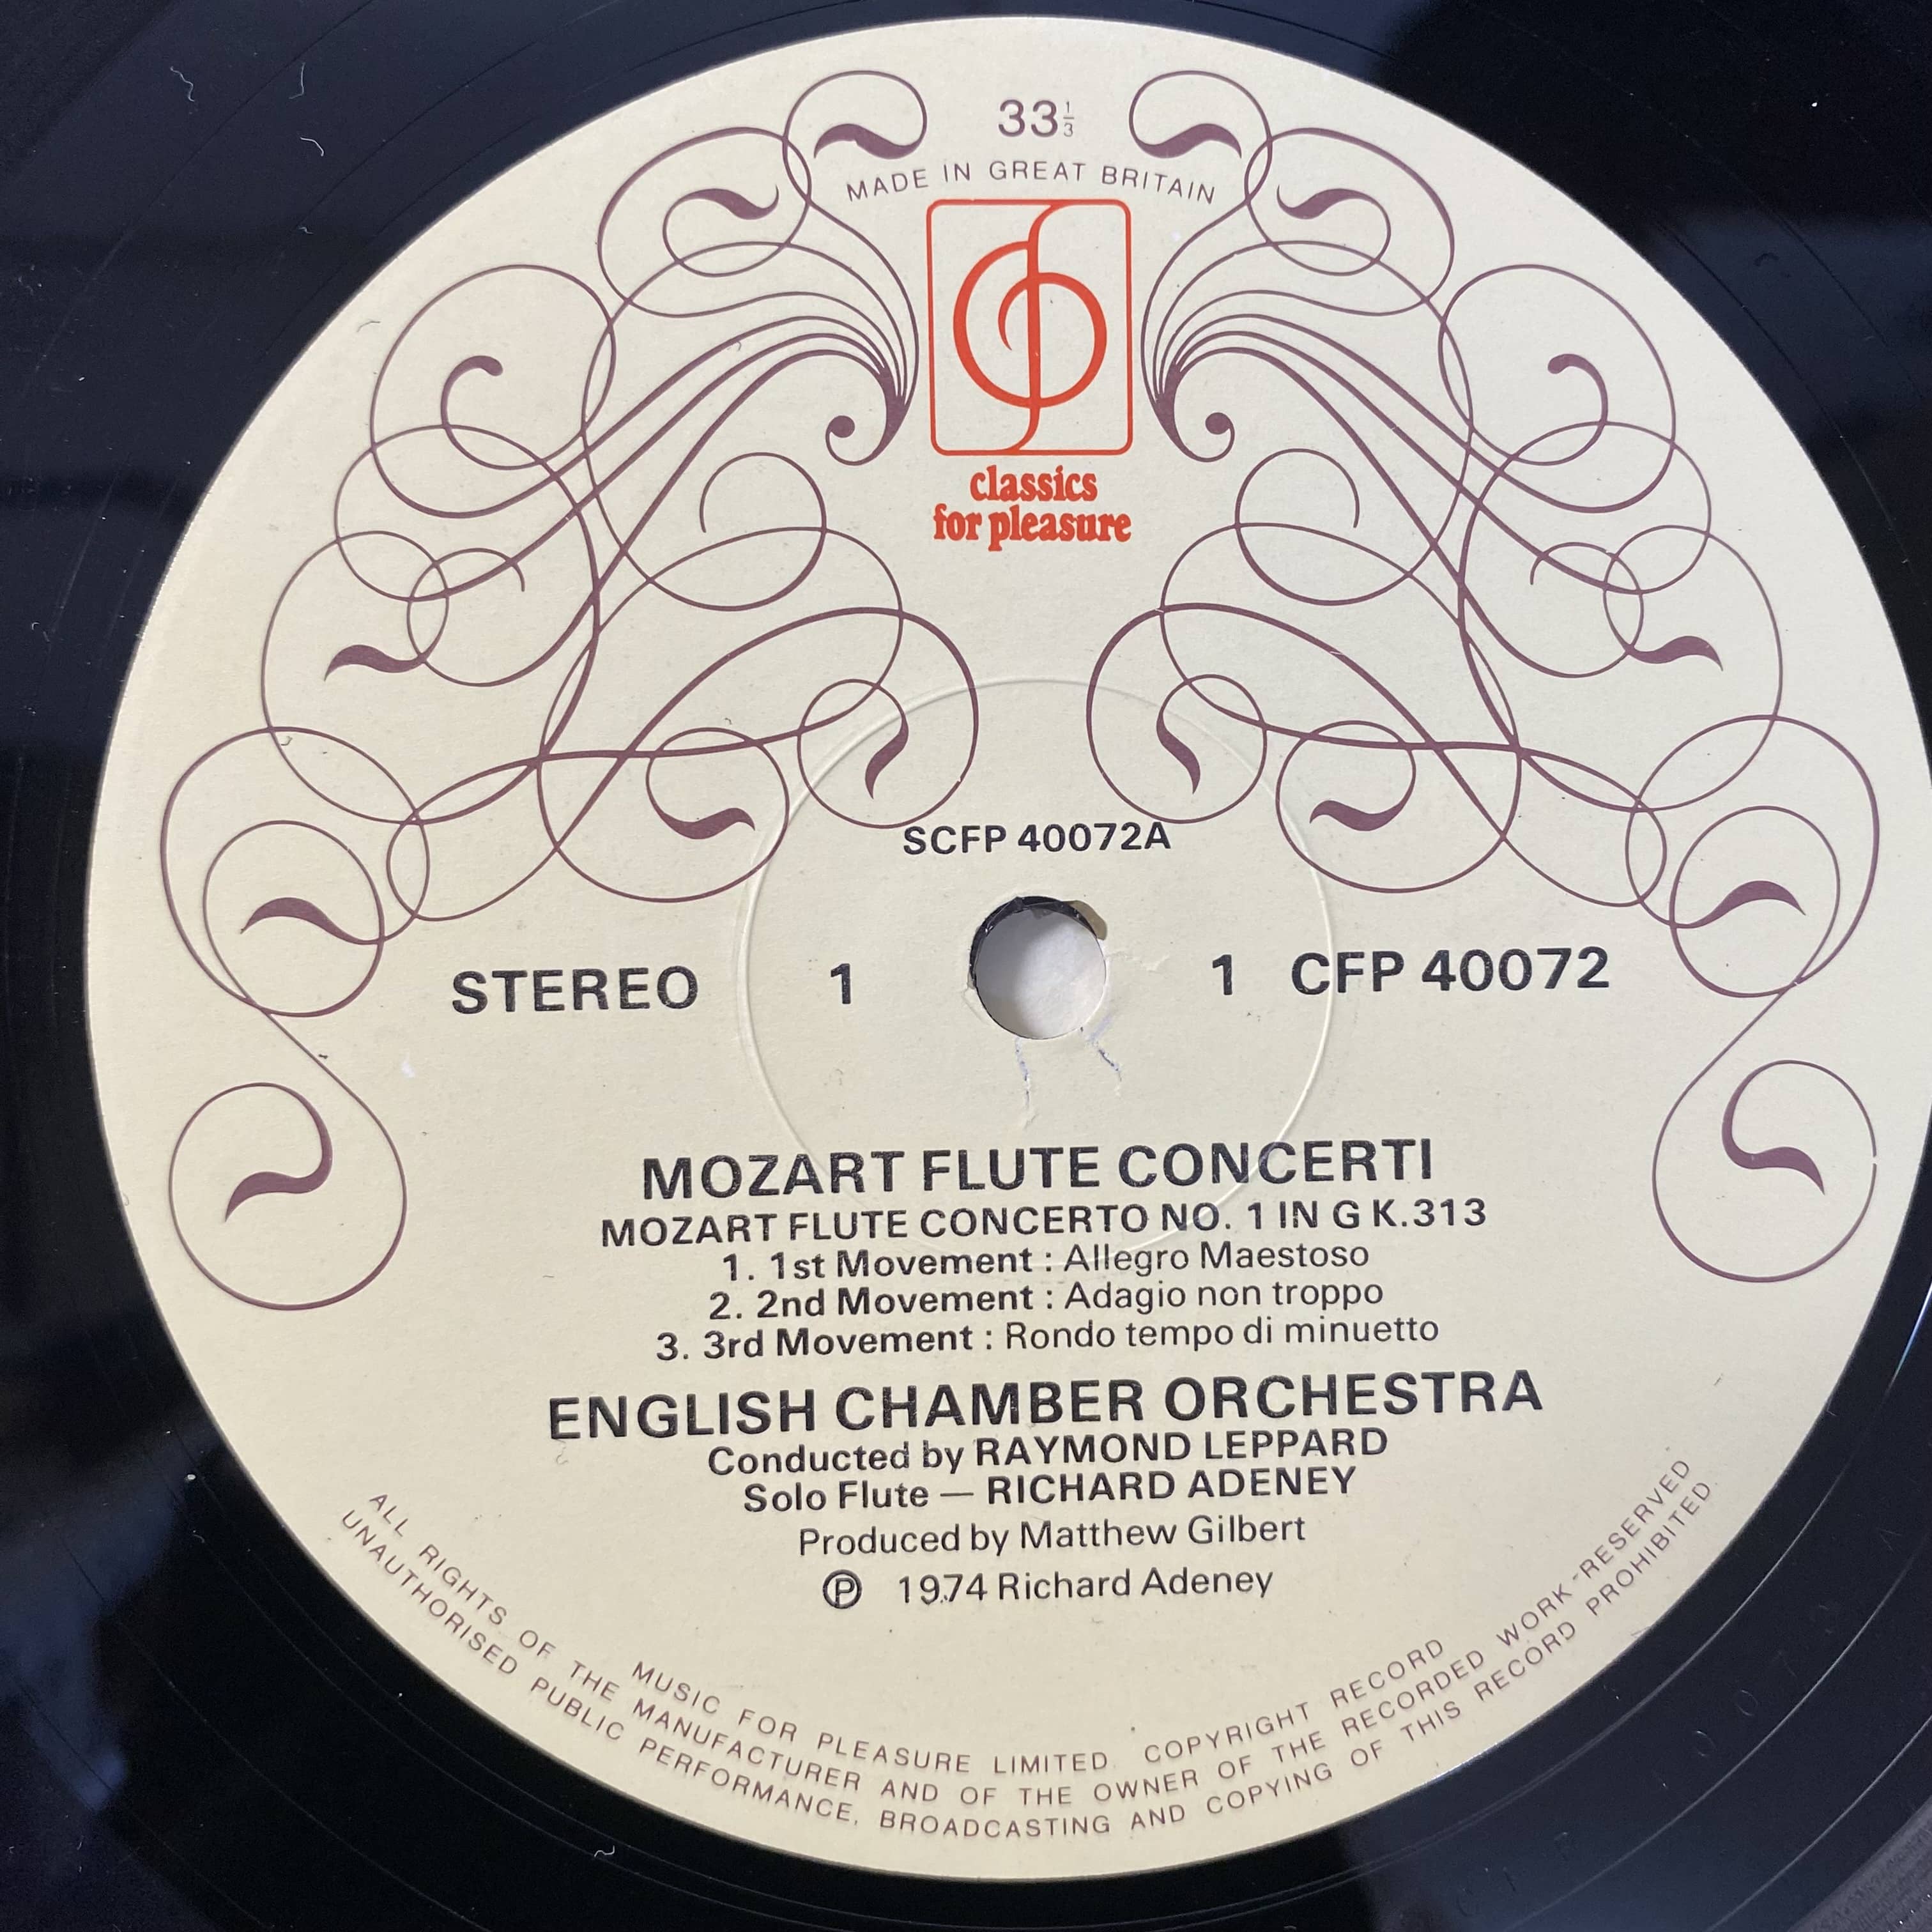 33⅓
MADE IN GREAT BRITAIN
classics
for pleasure
SCFP 40072A
STEREO 1 1 CFP 40072
MOZART FLUTE CONCERTI
MOZART FLUTE CONCERTO NO. 1 IN G K.313
1. 1st Movement : Allegro Maestoso
2. 2nd Movement : Adagio non troppo
3. 3rd Movement : Rondo tempo di minuetto
ENGLISH CHAMBER ORCHESTRA
Conducted by RAYMOND LEPPARD
Solo Flute — RICHARD ADENEY
Produced by Matthew Gilbert
℗ 1974 Richard Adeney
MUSIC FOR PLEASURE LIMITED. COPYRIGHT RECORD
ALL RIGHTS OF THE MANUFACTURER AND OF THE OWNER OF THE RECORDED WORK RESERVED
UNAUTHORISED PUBLIC PERFORMANCE, BROADCASTING AND COPYING OF THIS RECORD PROHIBITED.